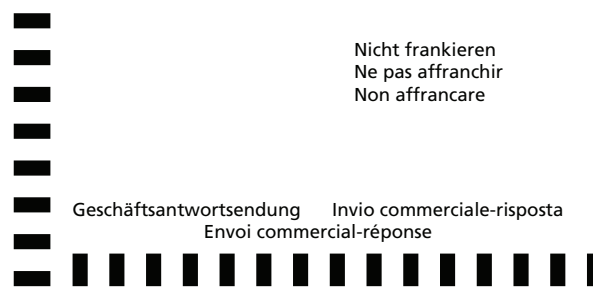 Nicht frankieren
Ne pas affranchir
Non affrancare
Geschäftsantwortsendung Invio commerciale-risposta
Envoi commercial-réponse